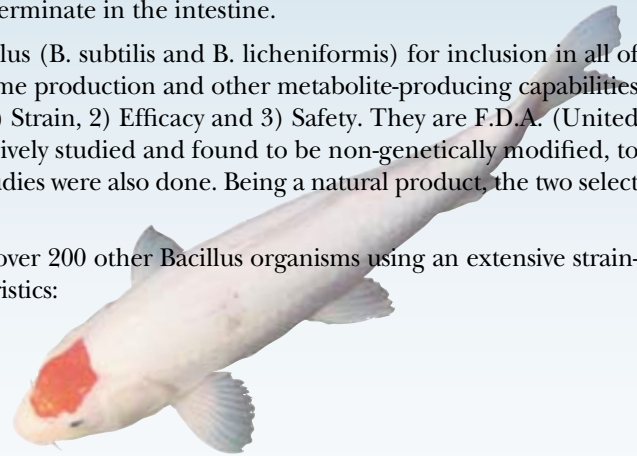 erminate in the intestine.
lus (B. subtilis and B. licheniformis) for inclusion in all of
me production and other metabolite-producing capabilities
) Strain, 2) Efficacy and 3) Safety. They are F.D.A. (United
ively studied and found to be non-genetically modified, to
udies were also done. Being a natural product, the two select
over 200 other Bacillus organisms using an extensive strain-
ristics: